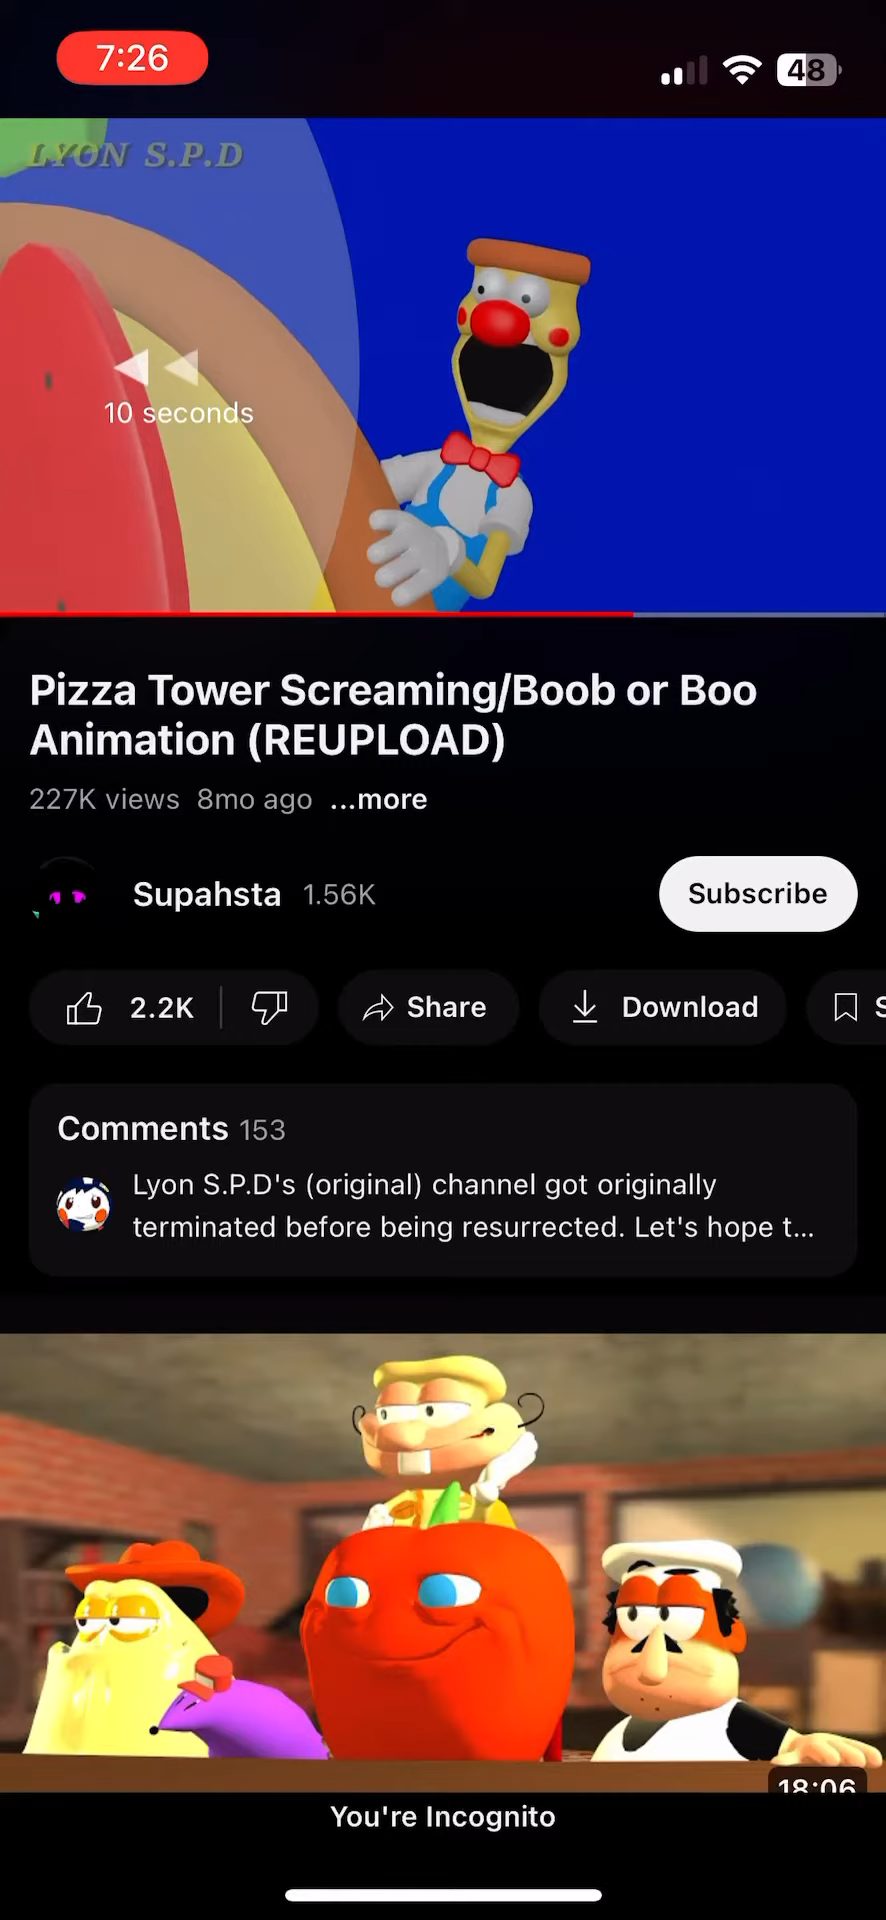 7:26
48
LYON S.P.D
10 seconds
Pizza Tower Screaming/Boob or Boo
Animation (REUPLOAD)
227K views 8mo ago ...more
Supahsta 1.56K
Subscribe
2.2K
Share
Download
S
Comments 153
Lyon S.P.D's (original) channel got originally
terminated before being resurrected. Let's hope t...
18:06
You're Incognito